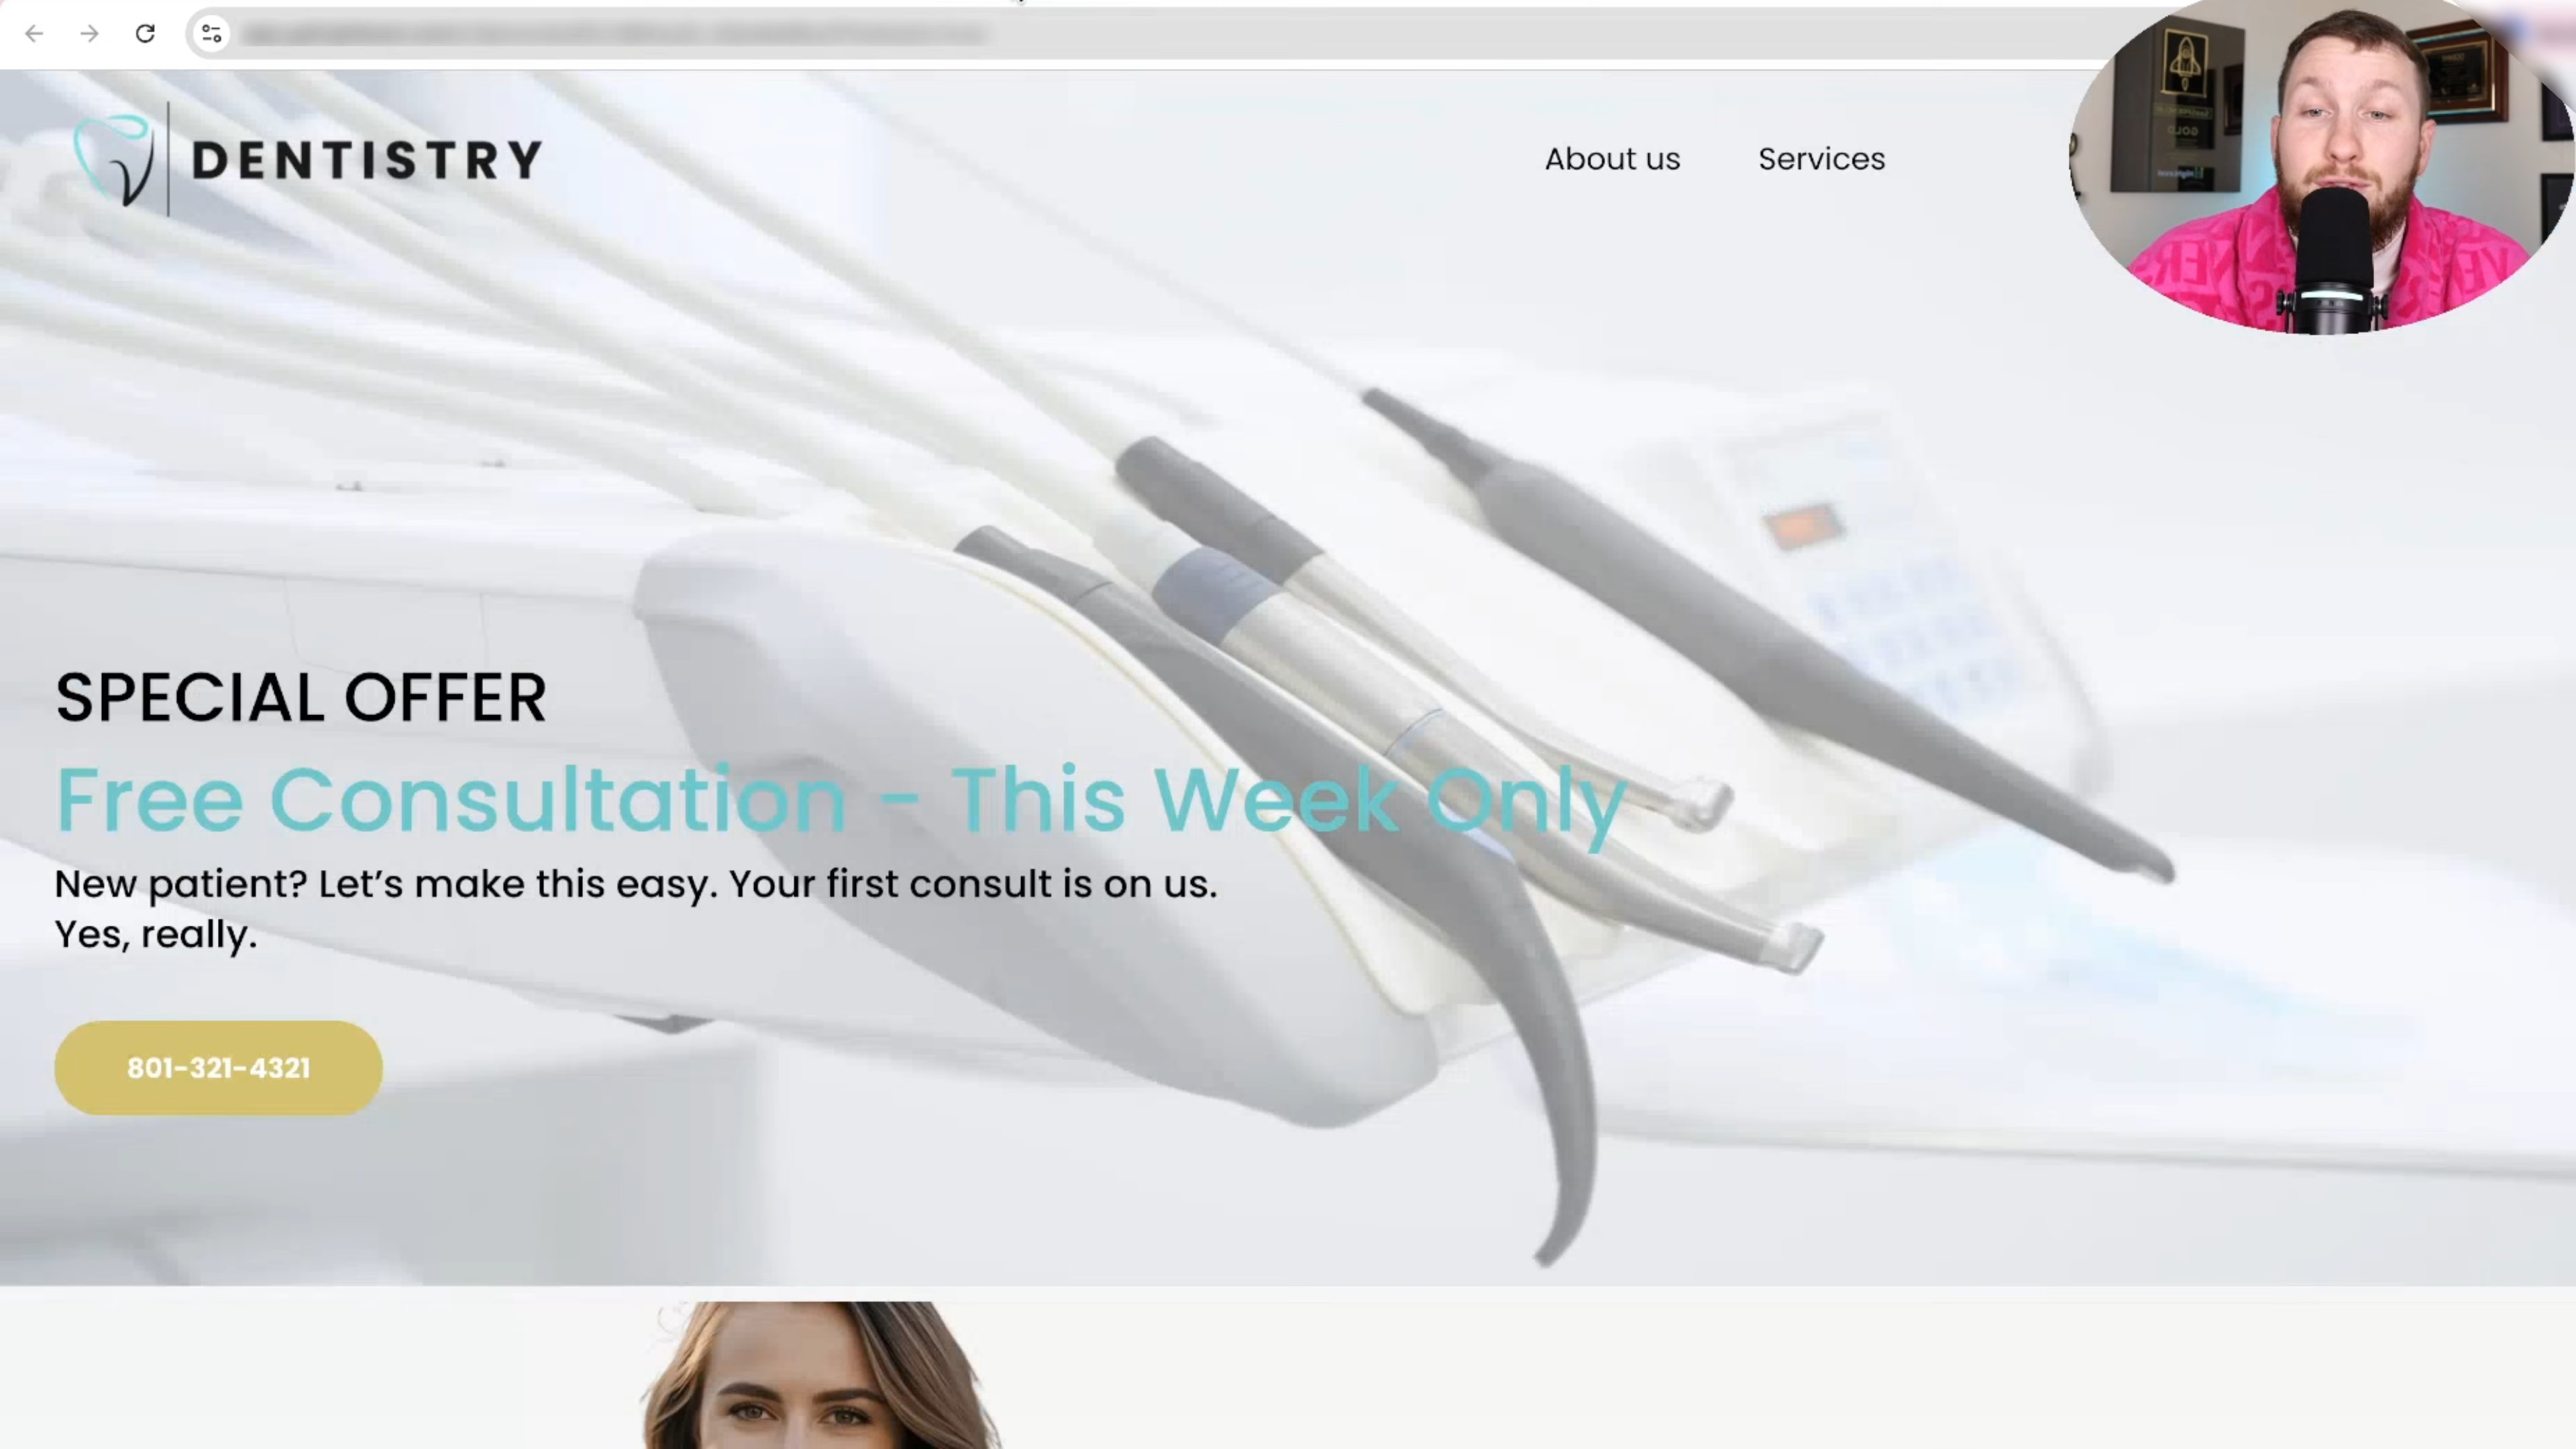 DENTISTRY
About us
Services
SPECIAL OFFER
Free Consultation - This Week Only
New patient? Let's make this easy. Your first consult is on us.
Yes, really.
801-321-4321